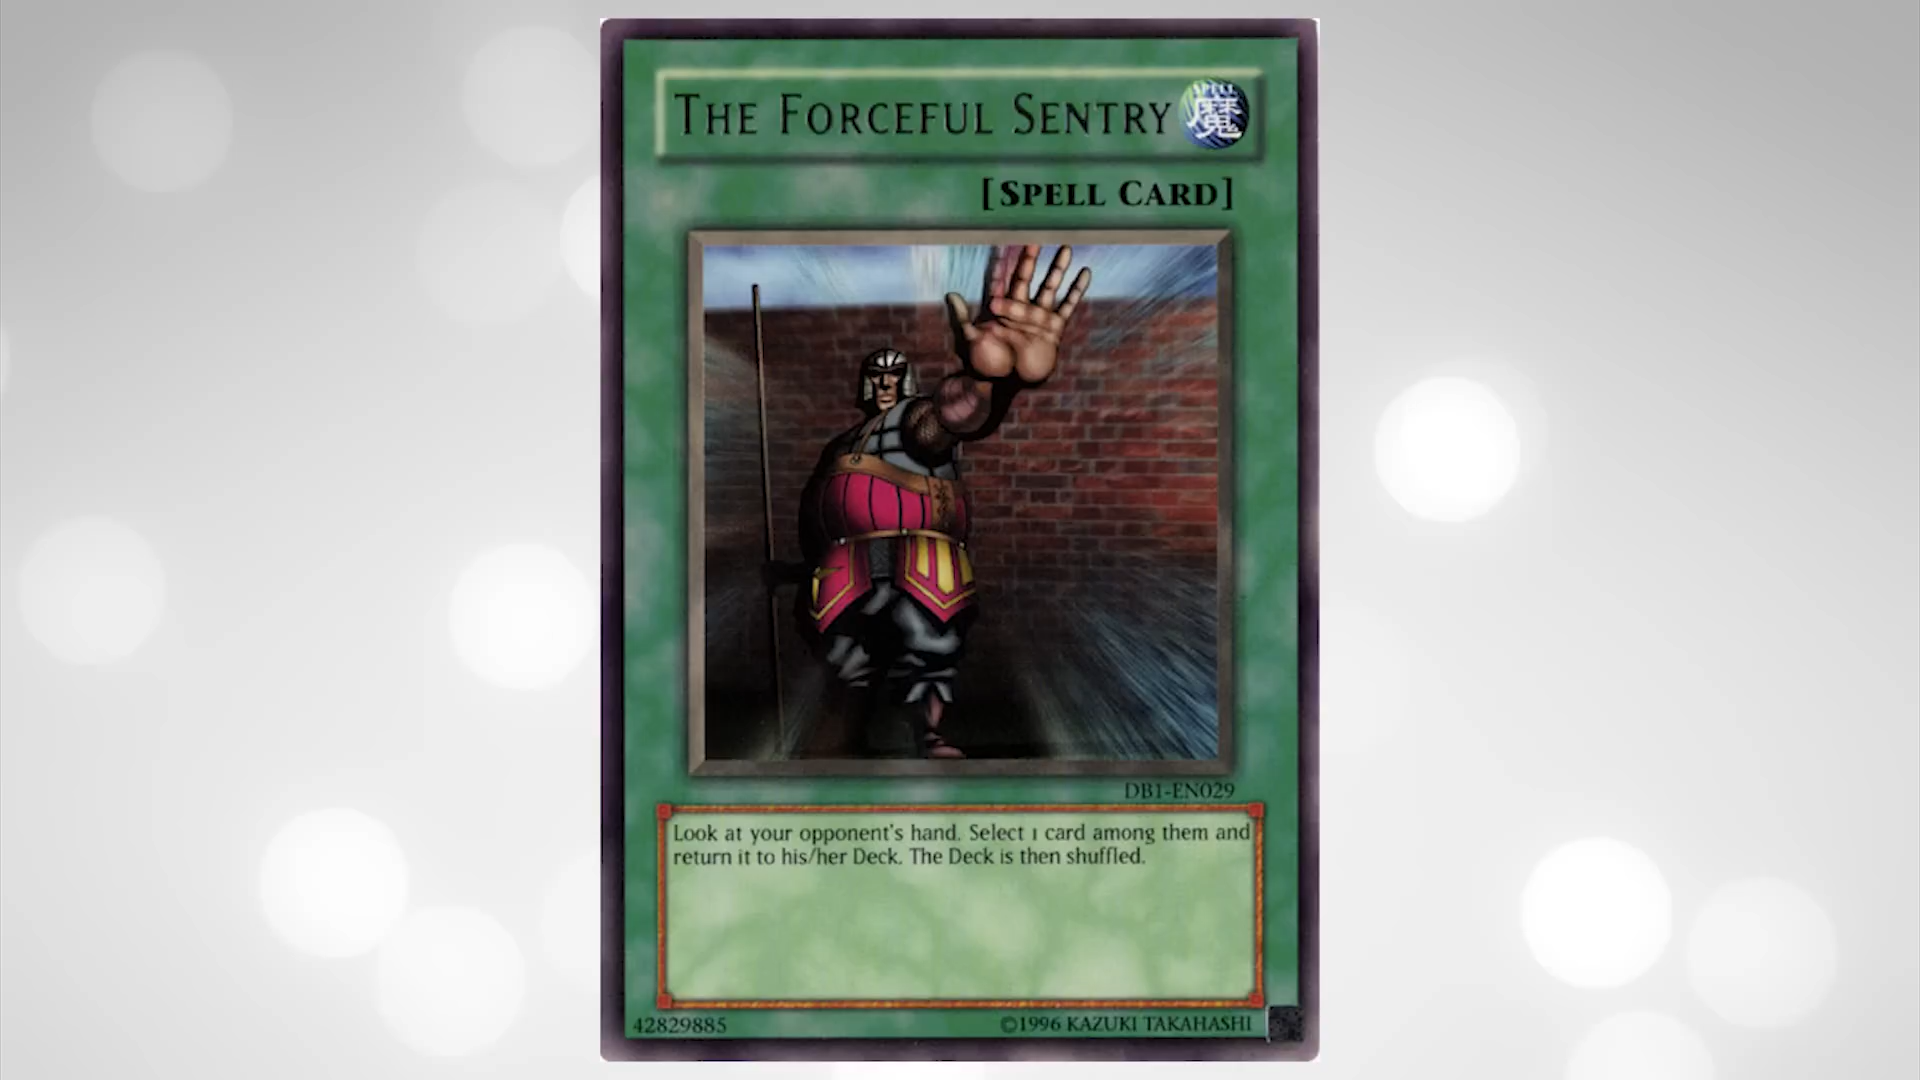 THE FORCEFUL SENTRY
SPELL
魔
[SPELL CARD]
DB1-EN029
Look at your opponent's hand. Select 1 card among them and
return it to his/her Deck. The Deck is then shuffled.
42829885
©1996 KAZUKI TAKAHASHI